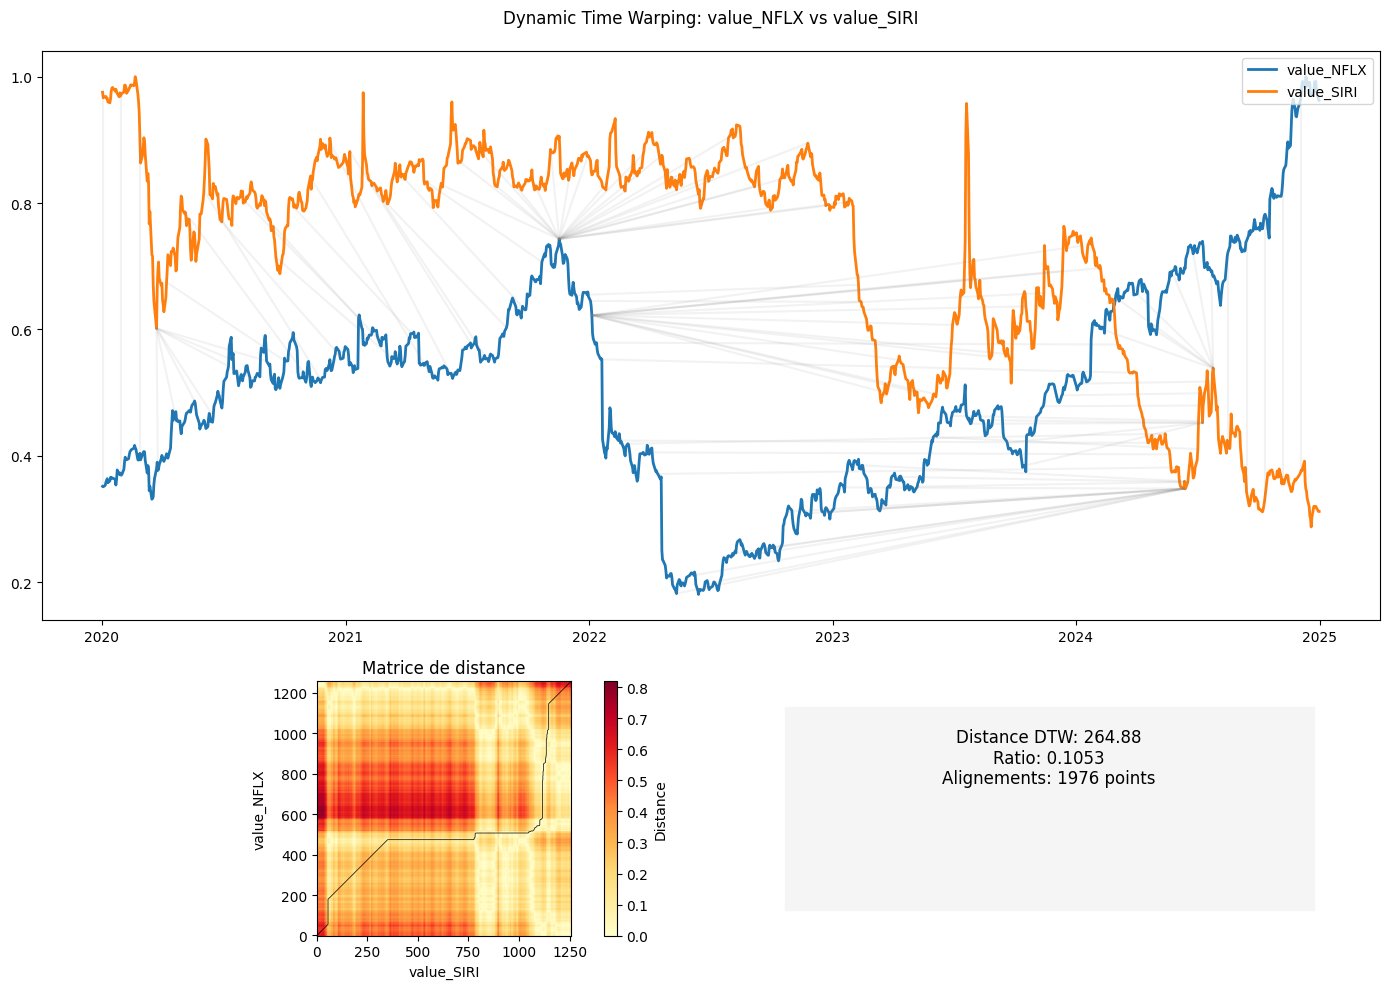 Dynamic Time Warping: value_NFLX vs value_SIRI
value_NFLX
value_SIRI
1.0
0.8
0.6
0.4
0.2
2020 2021 2022 2023 2024 2025
Matrice de distance
value_NFLX
1200
1000
800
600
400
200
0
0 250 500 750 1000 1250
value_SIRI
0.8
0.7
0.6
0.5
0.4
0.3
0.2
0.1
0.0
Distance
Distance DTW: 264.88
Ratio: 0.1053
Alignements: 1976 points